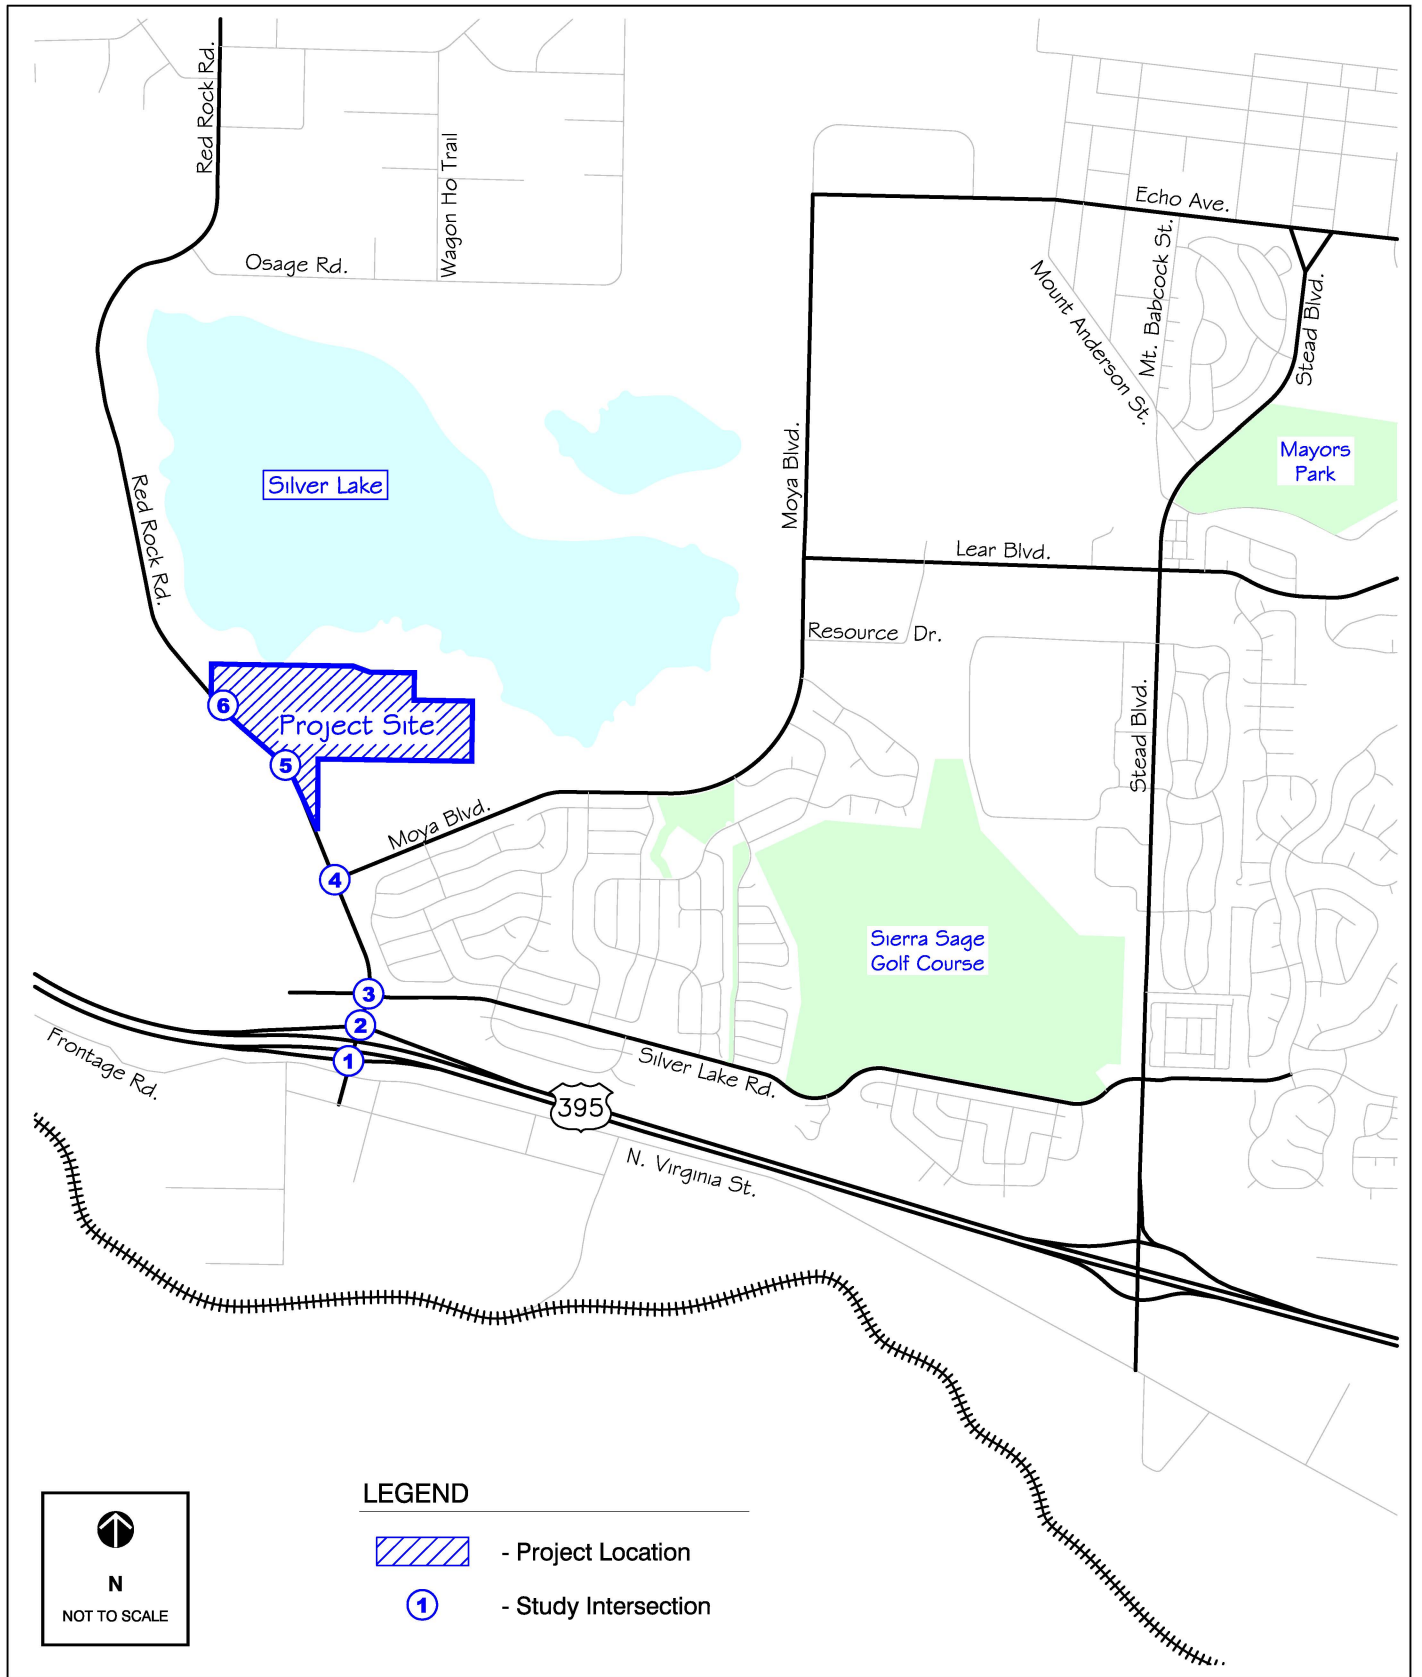 Red Rock Rd.
Wagon Ho Trail
Osage Rd.
Echo Ave.
Mt. Babcock St.
Mount Anderson St.
Stead Blvd.
Mayors
Park
Silver Lake
Red Rock Rd.
Moya Blvd.
Lear Blvd.
Resource Dr.
6
Project Site
5
Stead Blvd.
Moya Blvd.
4
Sierra Sage
Golf Course
3
2
1
Frontage Rd.
Silver Lake Rd.
395
N. Virginia St.
N
NOT TO SCALE
LEGEND
- Project Location
1 - Study Intersection